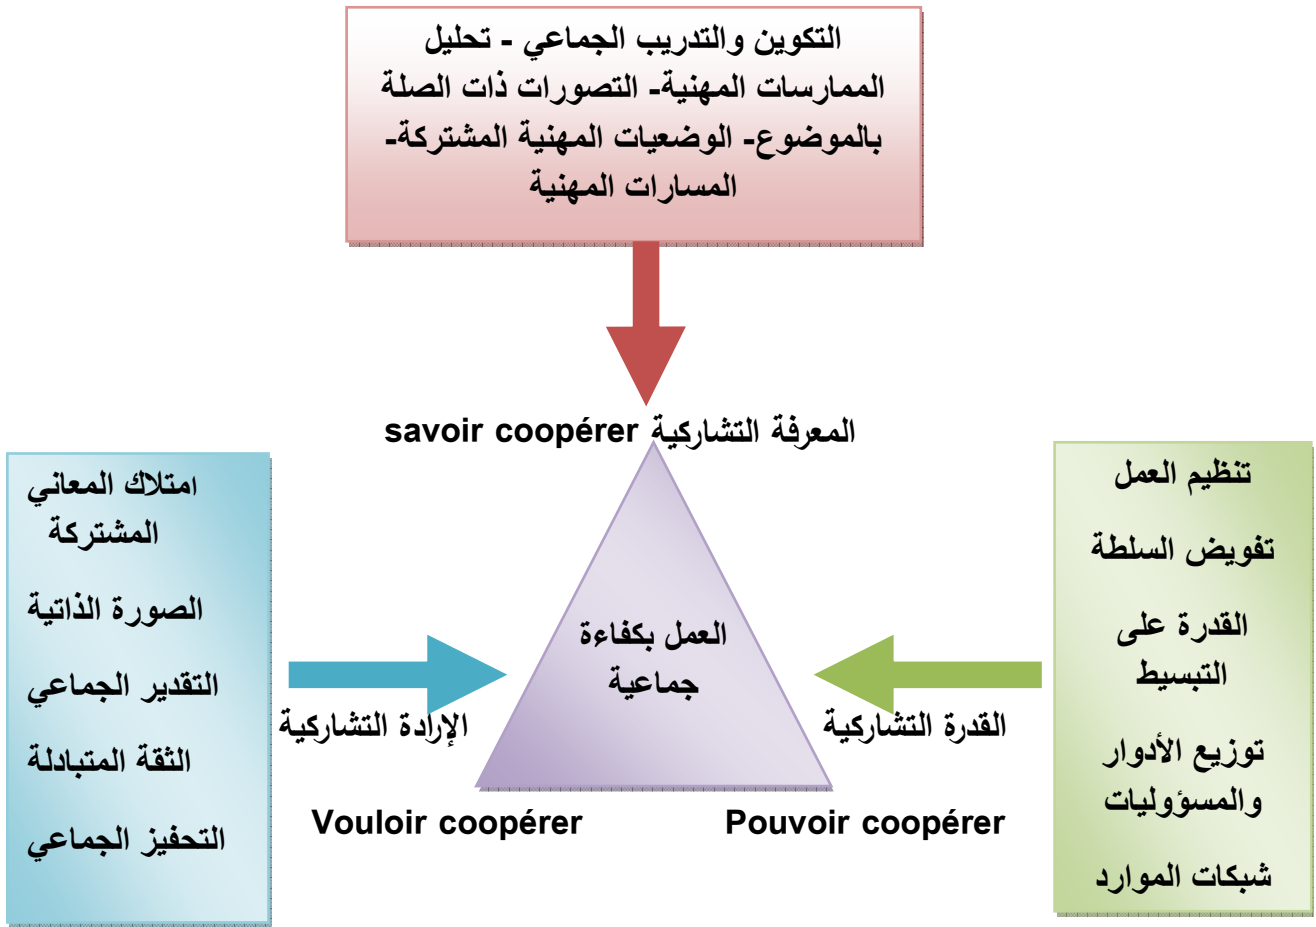 التكوين والتدريب الجماعي - تحليل
الممارسات المهنية- التصورات ذات الصلة
بالموضوع- الوضعيات المهنية المشتركة-
المسارات المهنية
المعرفة التشاركية savoir coopérer
تنظيم العمل
تفويض السلطة
القدرة على
التبسيط
توزيع الأدوار
والمسؤوليات
شبكات الموارد
العمل بكفاءة
جماعية
امتلاك المعاني
المشتركة
الصورة الذاتية
التقدير الجماعي
الثقة المتبادلة
التحفيز الجماعي
القدرة التشاركية
الإرادة التشاركية
Vouloir coopérer
Pouvoir coopérer